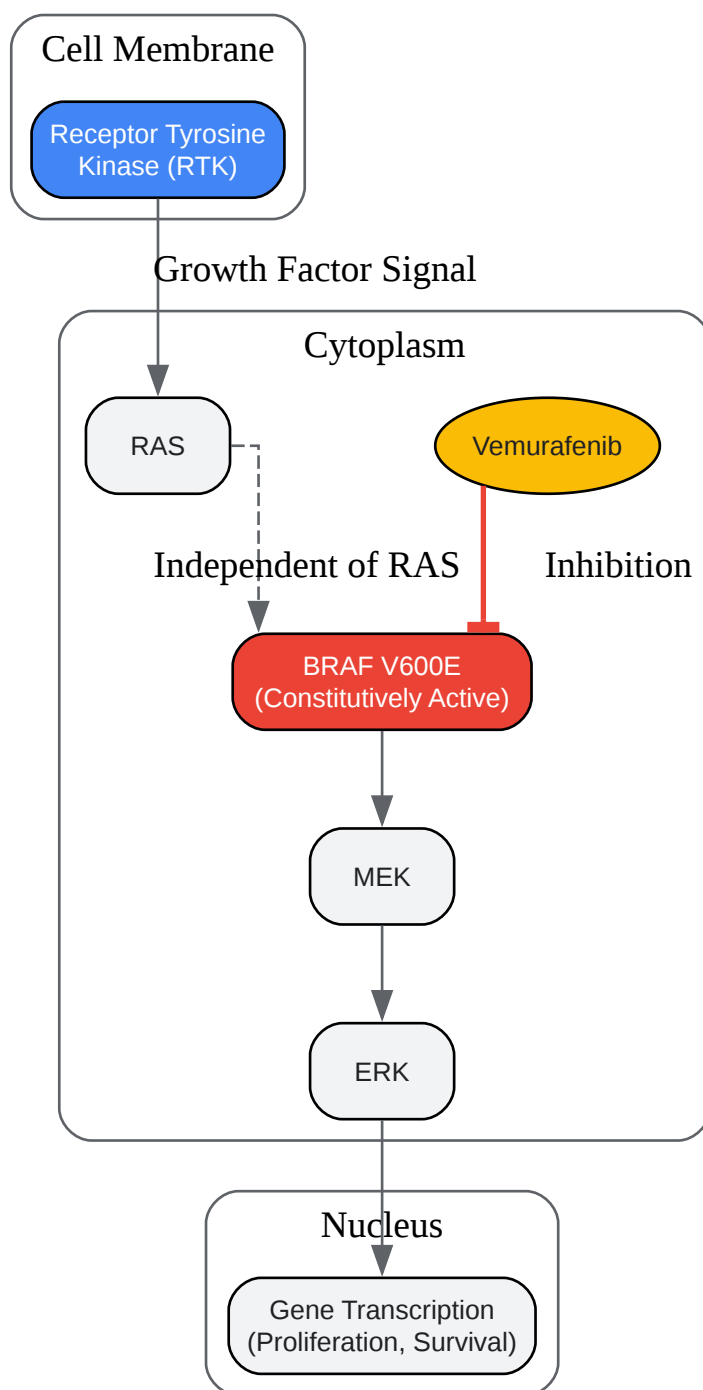 Cell Membrane
Receptor Tyrosine
Kinase (RTK)
Growth Factor Signal
Cytoplasm
RAS
Vemurafenib
Independent of RAS
Inhibition
BRAF V600E
(Constitutively Active)
MEK
ERK
Nucleus
Gene Transcription
(Proliferation, Survival)